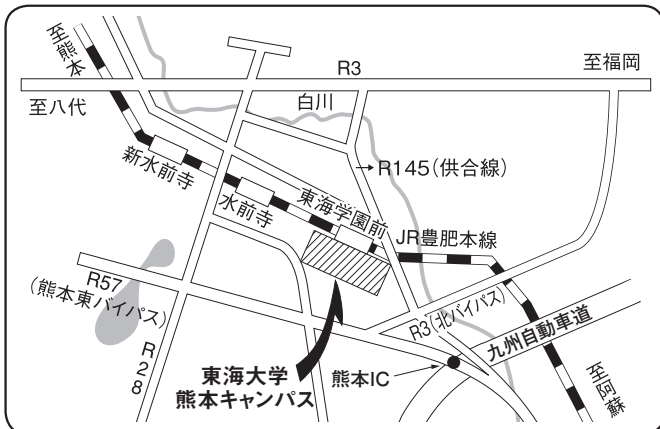 至熊本
R3
至福岡
至八代
白川
新水前寺
R145(供合線)
水前寺
東海学園前
JR豊肥本線
R57
(熊本東バイパス)
R3(北バイパス)
九州自動車道
R28
東海大学
熊本キャンパス
熊本IC
至阿蘇